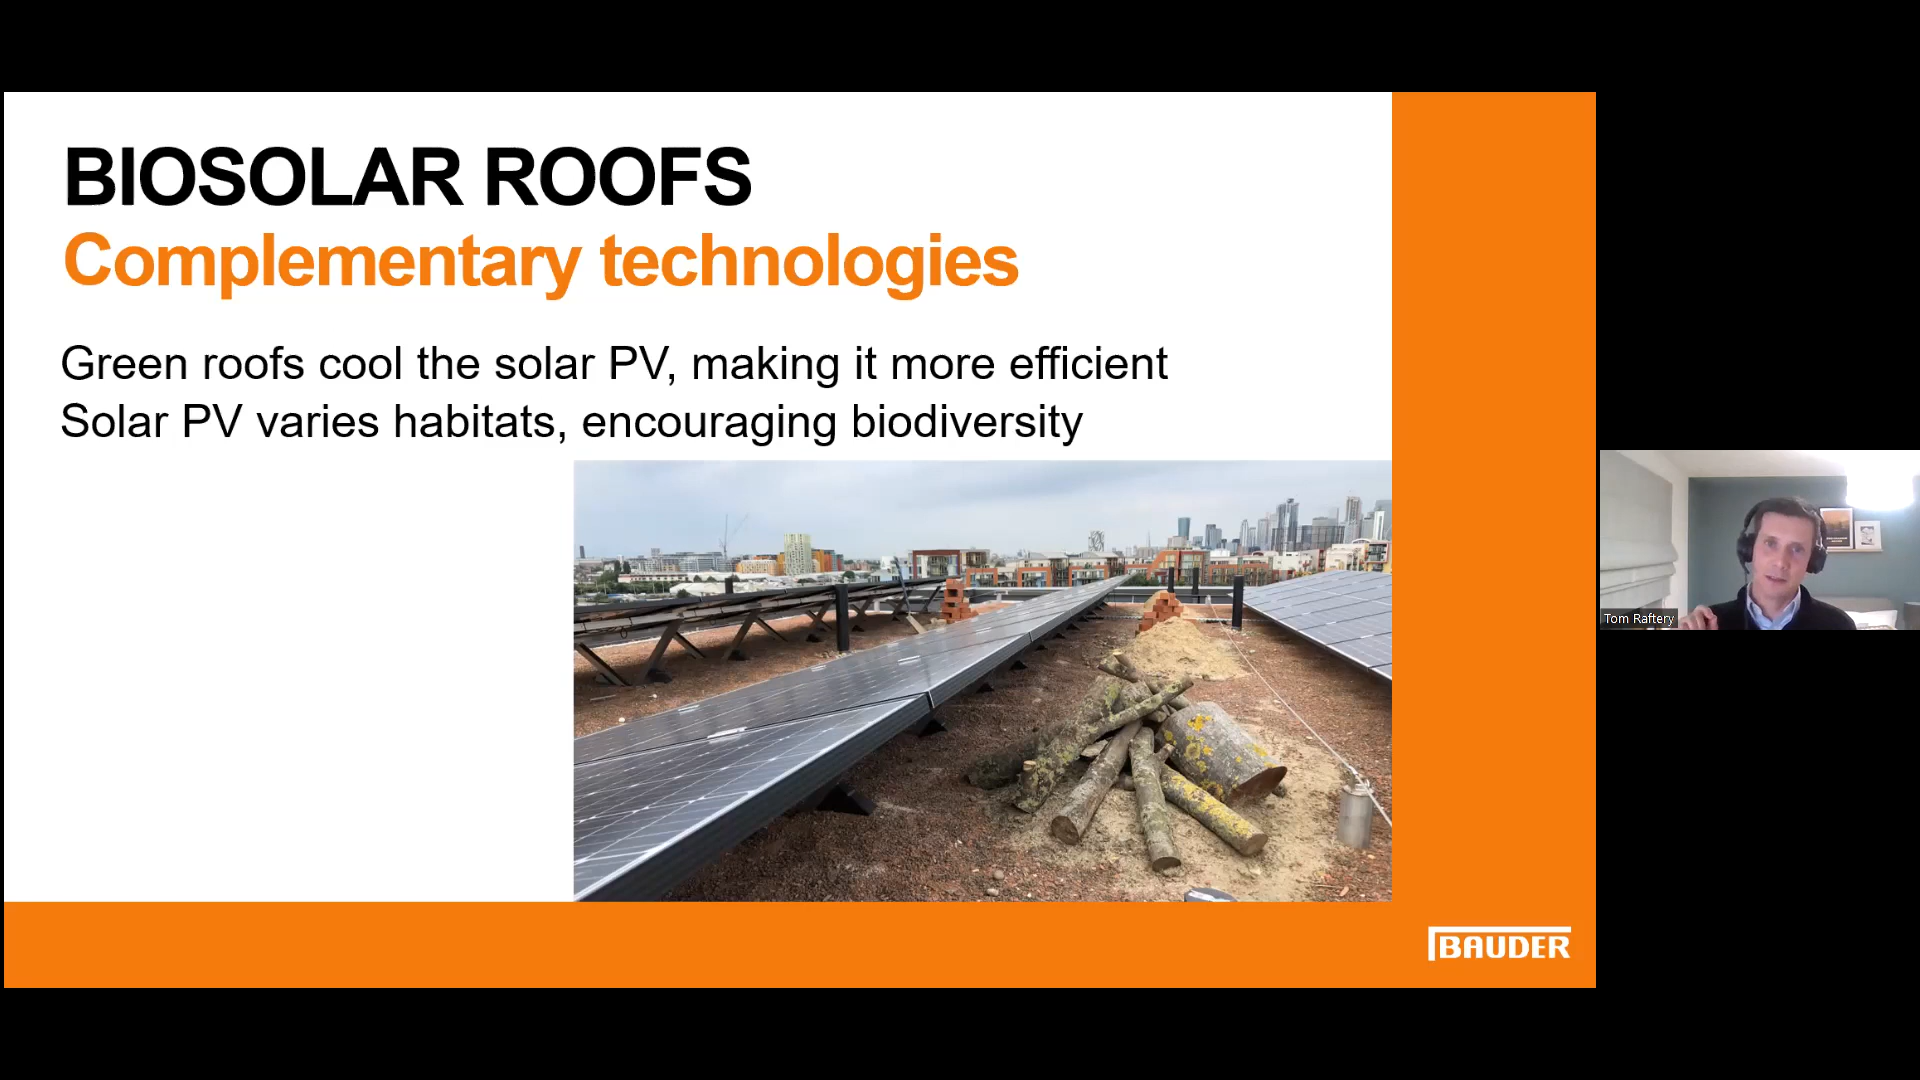 BIOSOLAR ROOFS
Complementary technologies
Green roofs cool the solar PV, making it more efficient
Solar PV varies habitats, encouraging biodiversity
BAUDER
Tom Raftery